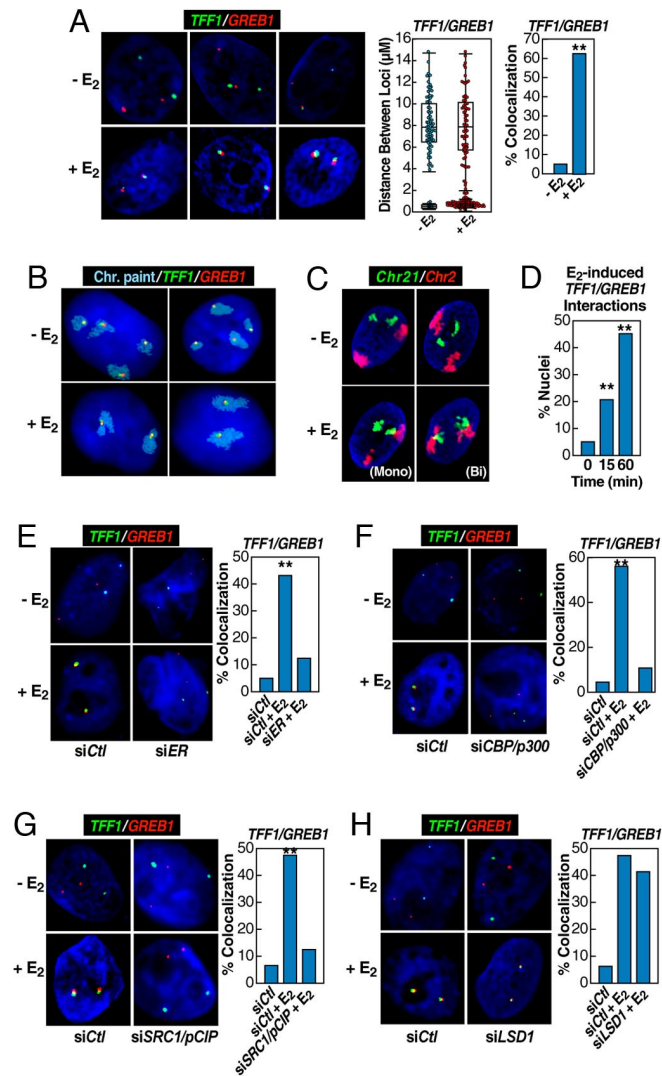 A
TFF1/GREB1
- E2
+ E2
TFF1/GREB1
Distance Between Loci (µM)
16
14
12
10
8
6
4
2
0
- E2
+ E2
TFF1/GREB1
% Colocalization
70
60
50
40
30
20
10
0
**
- E2
+ E2
B
Chr. paint/TFF1/GREB1
- E2
+ E2
C
Chr21/Chr2
- E2
+ E2
(Mono)
(Bi)
D
E2-induced
TFF1/GREB1
Interactions
% Nuclei
50
40
30
20
10
0
**
**
0 15 60
Time (min)
E
TFF1/GREB1
- E2
+ E2
siCtl
siER
TFF1/GREB1
% Colocalization
50
40
30
20
10
0
**
siCtl
siCtl + E2
siER + E2
F
TFF1/GREB1
- E2
+ E2
siCtl
siCBP/p300
TFF1/GREB1
% Colocalization
60
40
20
0
**
siCtl
siCtl + E2
siCBP/p300 + E2
G
TFF1/GREB1
- E2
+ E2
siCtl
siSRC1/pCIP
TFF1/GREB1
% Colocalization
50
40
30
20
10
0
**
siCtl
siCtl + E2
siSRC1/pCIP + E2
H
TFF1/GREB1
- E2
+ E2
siCtl
siLSD1
TFF1/GREB1
% Colocalization
50
40
30
20
10
0
siCtl
siCtl + E2
siLSD1 + E2